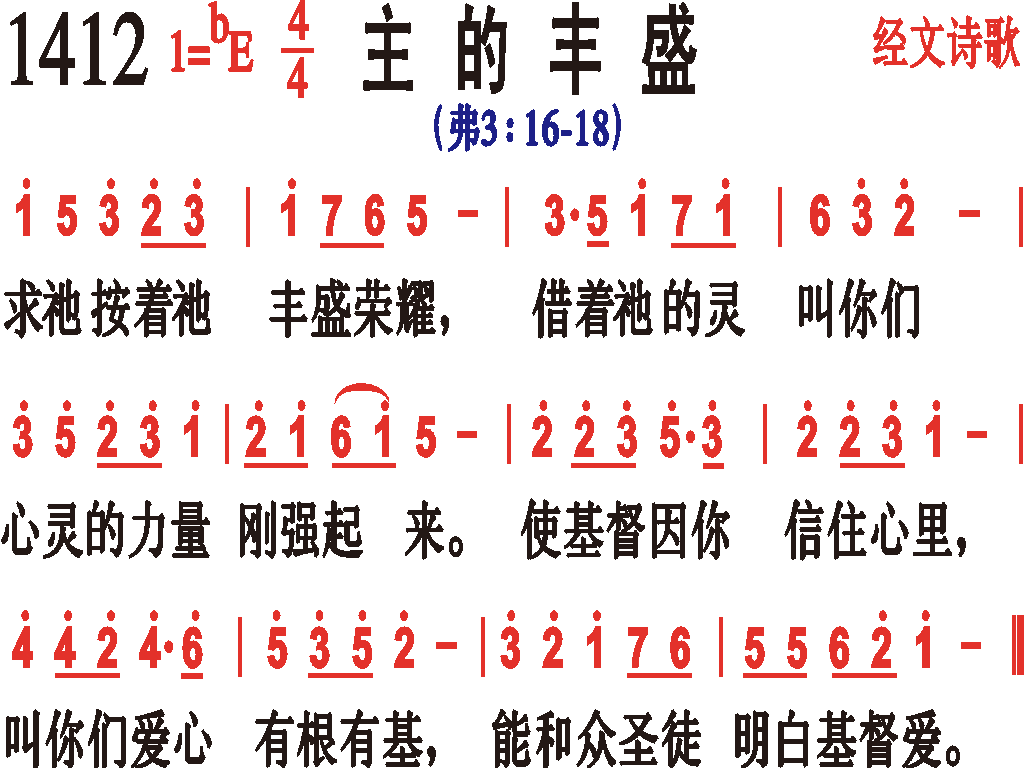 1412 1=♭E 4/4 主的丰盛 经文诗歌
（弗3：16-18）
1̇ 5 3̇ 2̇ 3̇ | 1̇ 7 6 5 － | 3·5 1̇ 7 1̇ | 6 3̇ 2̇ － |
求祂按着祂 丰盛荣耀， 借着祂的灵 叫你们
3̇ 5̇ 2̇ 3̇ 1̇ | 2̇ 1̇ 6 1̇ 5 － | 2̇ 2̇ 3̇ 5̇·3̇ | 2̇ 2̇ 3̇ 1̇ － |
心灵的力量 刚强起 来。 使基督因你 信住心里，
4̇ 4̇ 2̇ 4̇·6̇ | 5̇ 3̇ 5̇ 2̇ － | 3̇ 2̇ 1̇ 7 6 | 5 5 6 2̇ 1̇ － ‖
叫你们爱心 有根有基， 能和众圣徒 明白基督爱。